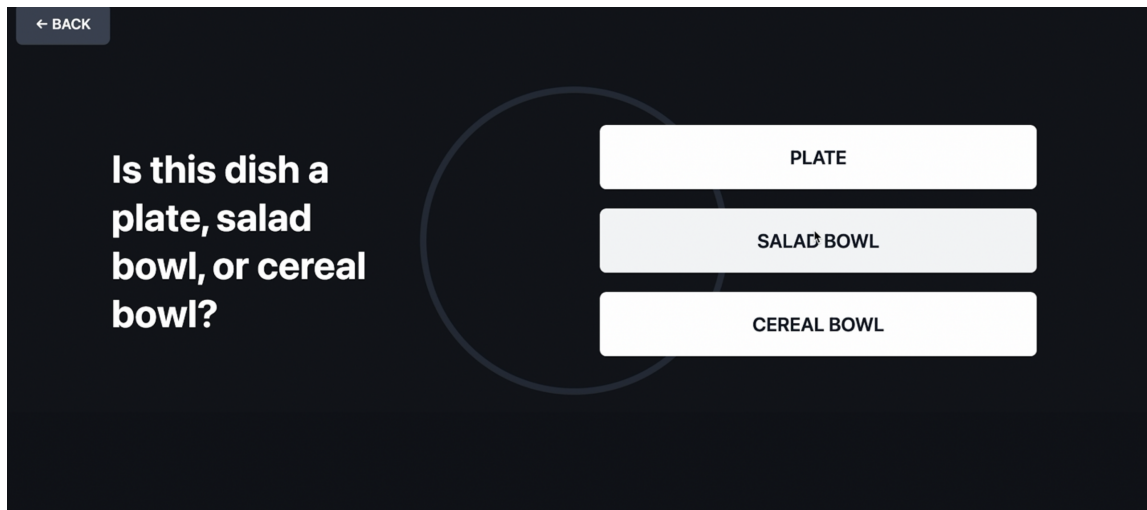 ← BACK
Is this dish a
plate, salad
bowl, or cereal
bowl?
PLATE
SALAD BOWL
CEREAL BOWL